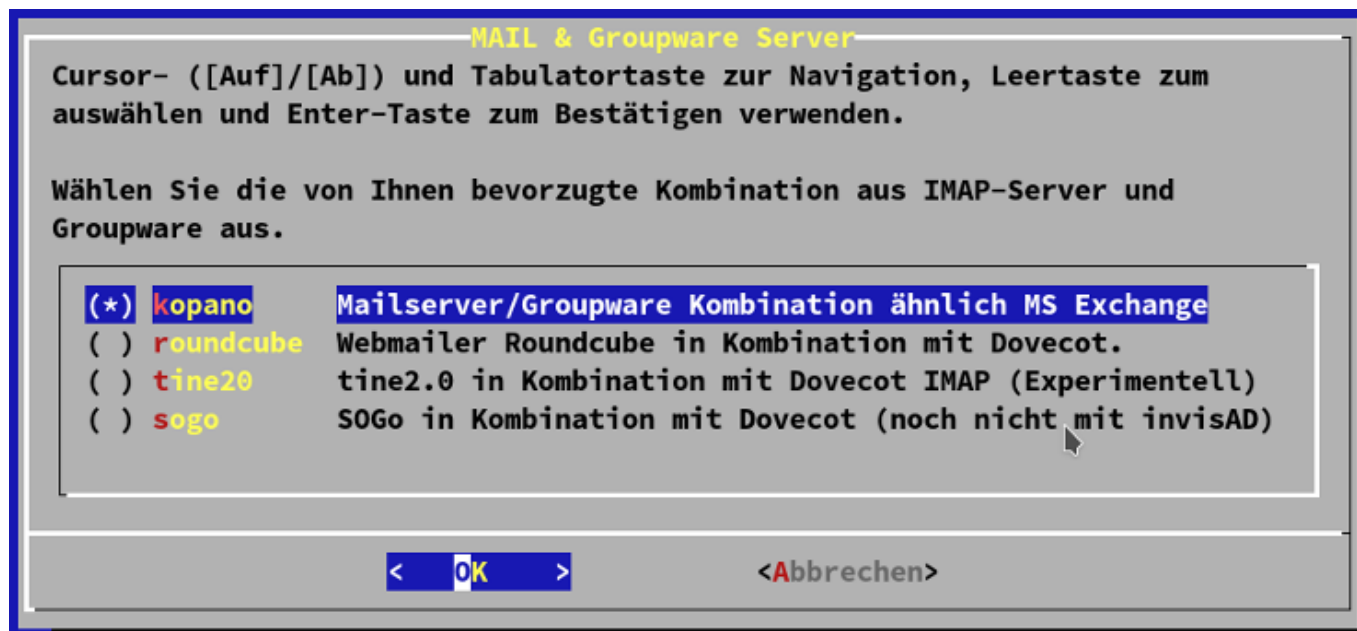 MAIL & Groupware Server
Cursor- ([Auf]/[Ab]) und Tabulatortaste zur Navigation, Leertaste zum
auswählen und Enter-Taste zum Bestätigen verwenden.
Wählen Sie die von Ihnen bevorzugte Kombination aus IMAP-Server und
Groupware aus.
(*) kopano Mailserver/Groupware Kombination ähnlich MS Exchange
( ) roundcube Webmailer Roundcube in Kombination mit Dovecot.
( ) tine20 tine2.0 in Kombination mit Dovecot IMAP (Experimentell)
( ) sogo SOGo in Kombination mit Dovecot (noch nicht mit invisAD)
< OK > <Abbrechen>